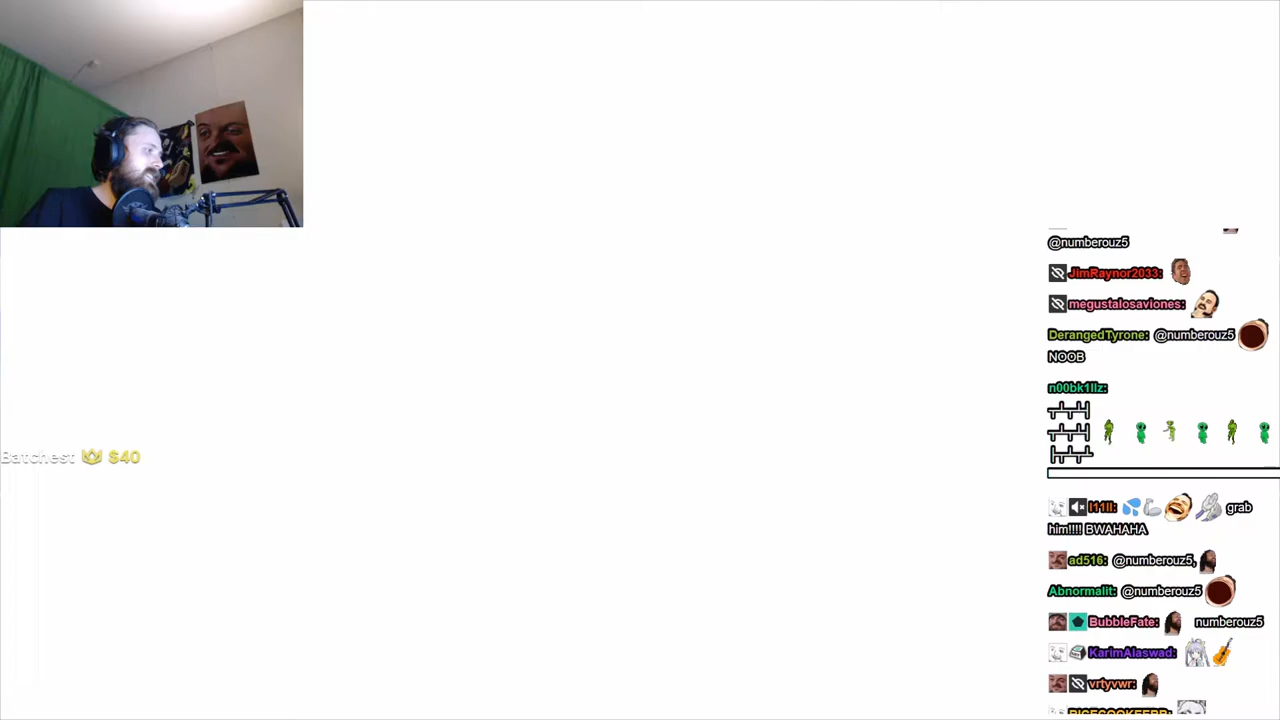 @numberouz5
JimRaynor2033:
megustalosaviones:
DerangedTyrone: @numberouz5
NOOB
n00bk1llz:
Batchest $40
l11ll: grab
him!!!! BWAHAHA
ad516: @numberouz5,
Abnormalit: @numberouz5
BubbleFate: numberouz5
KarimAlaswad:
vrtyvwr: